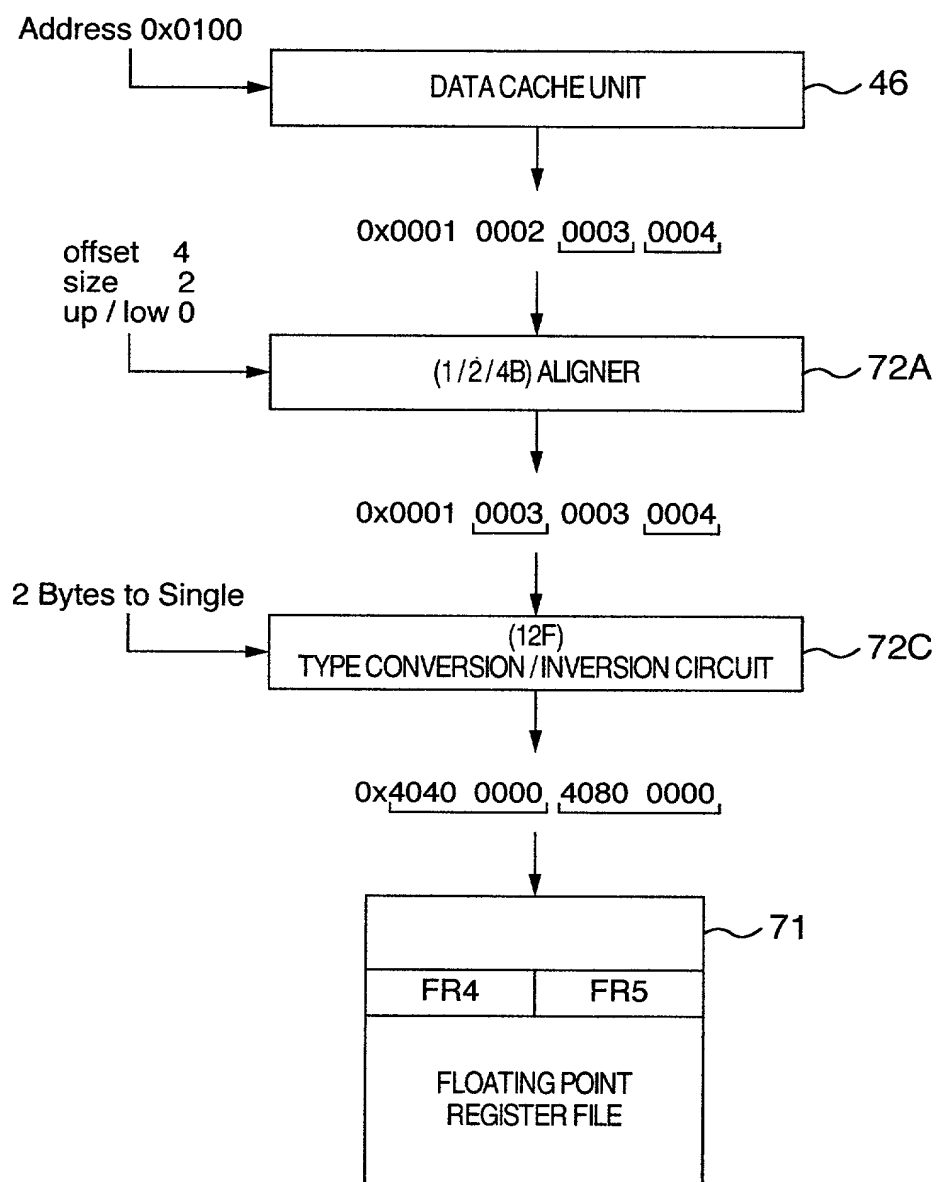 Address 0x0100
DATA CACHE UNIT
46
0x0001 0002 0003 0004
offset 4
size 2
up / low 0
(1/2/4B) ALIGNER
72A
0x0001 0003 0003 0004
2 Bytes to Single
(12F)
TYPE CONVERSION / INVERSION CIRCUIT
72C
0x4040 0000 4080 0000
71
FR4 FR5
FLOATING POINT
REGISTER FILE